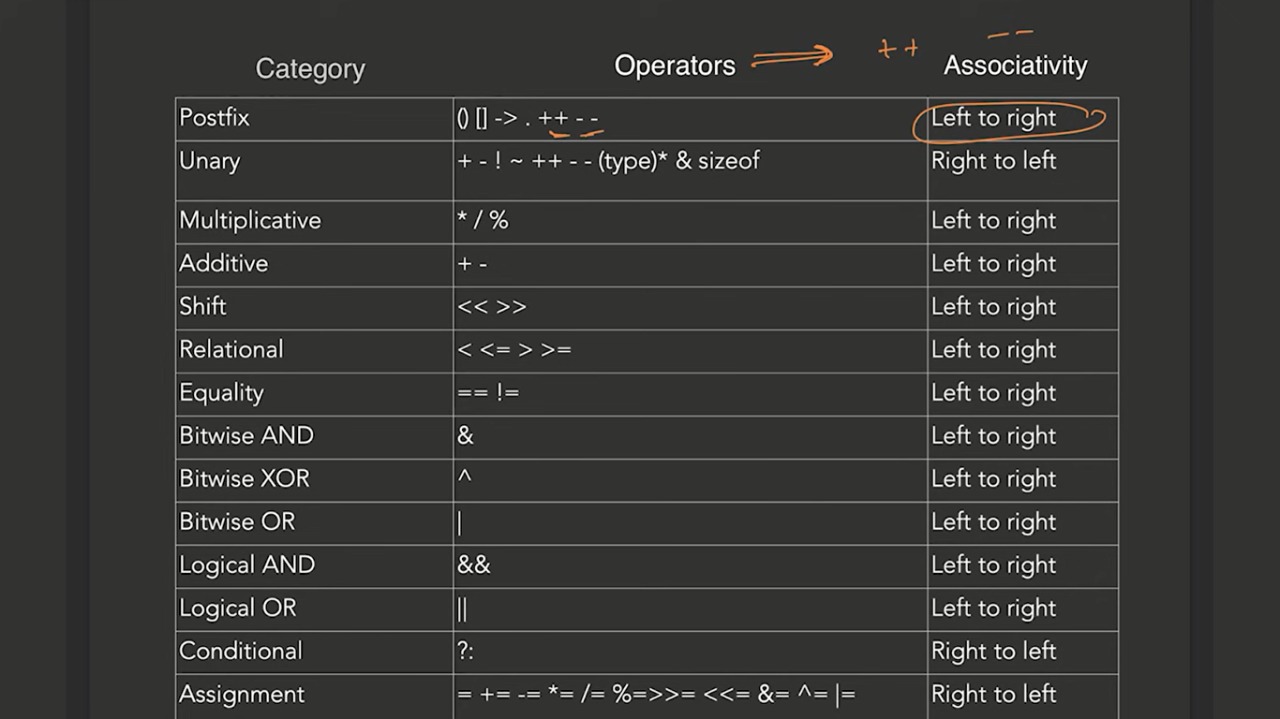 ++ --
Category Operators Associativity
Postfix () [] -> . ++ - - Left to right
Unary + - ! ~ ++ - - (type)* & sizeof Right to left
Multiplicative * / % Left to right
Additive + - Left to right
Shift << >> Left to right
Relational < <= > >= Left to right
Equality == != Left to right
Bitwise AND & Left to right
Bitwise XOR ^ Left to right
Bitwise OR | Left to right
Logical AND && Left to right
Logical OR || Left to right
Conditional ?: Right to left
Assignment = += -= *= /= %=>>= <<= &= ^= |= Right to left